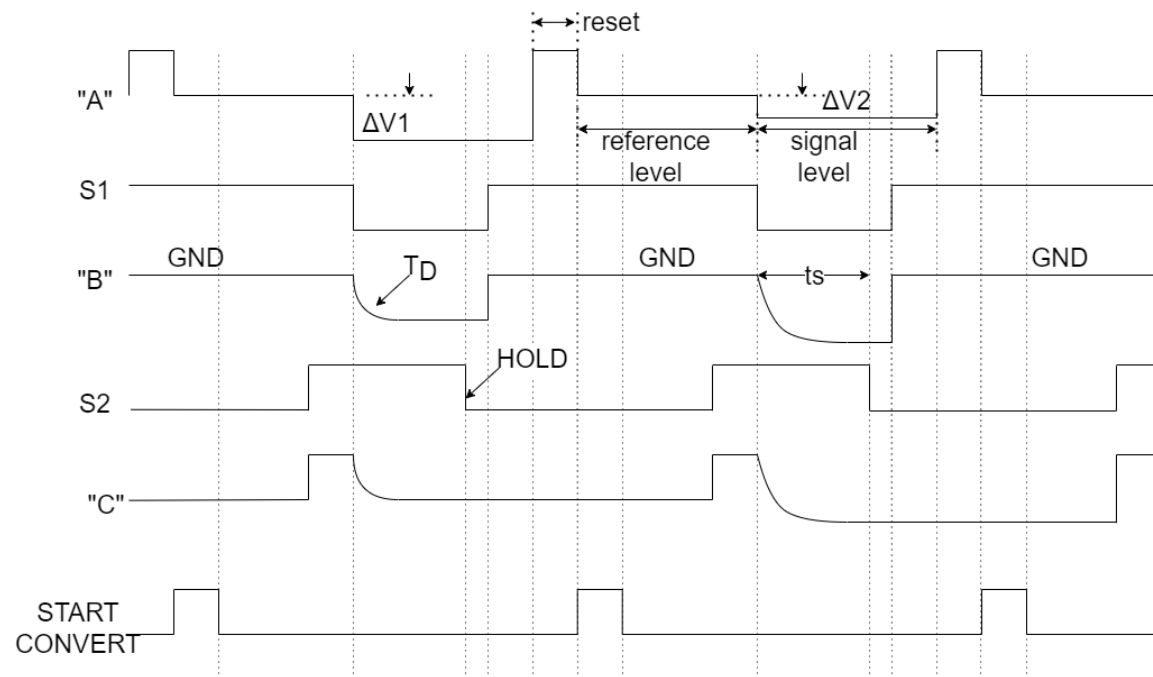 reset
"A"
ΔV1
ΔV2
reference
level
signal
level
S1
GND
GND
GND
"B"
TD
ts
HOLD
S2
"C"
START
CONVERT